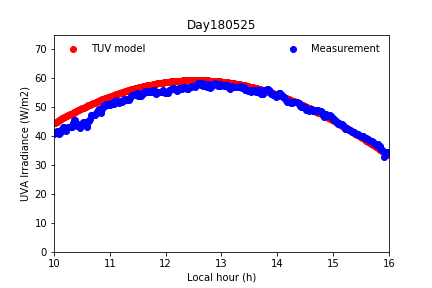 Day180525
TUV model
Measurement
UVA Irradiance (W/m2)
70
60
50
40
30
20
10
0
10 11 12 13 14 15 16
Local hour (h)